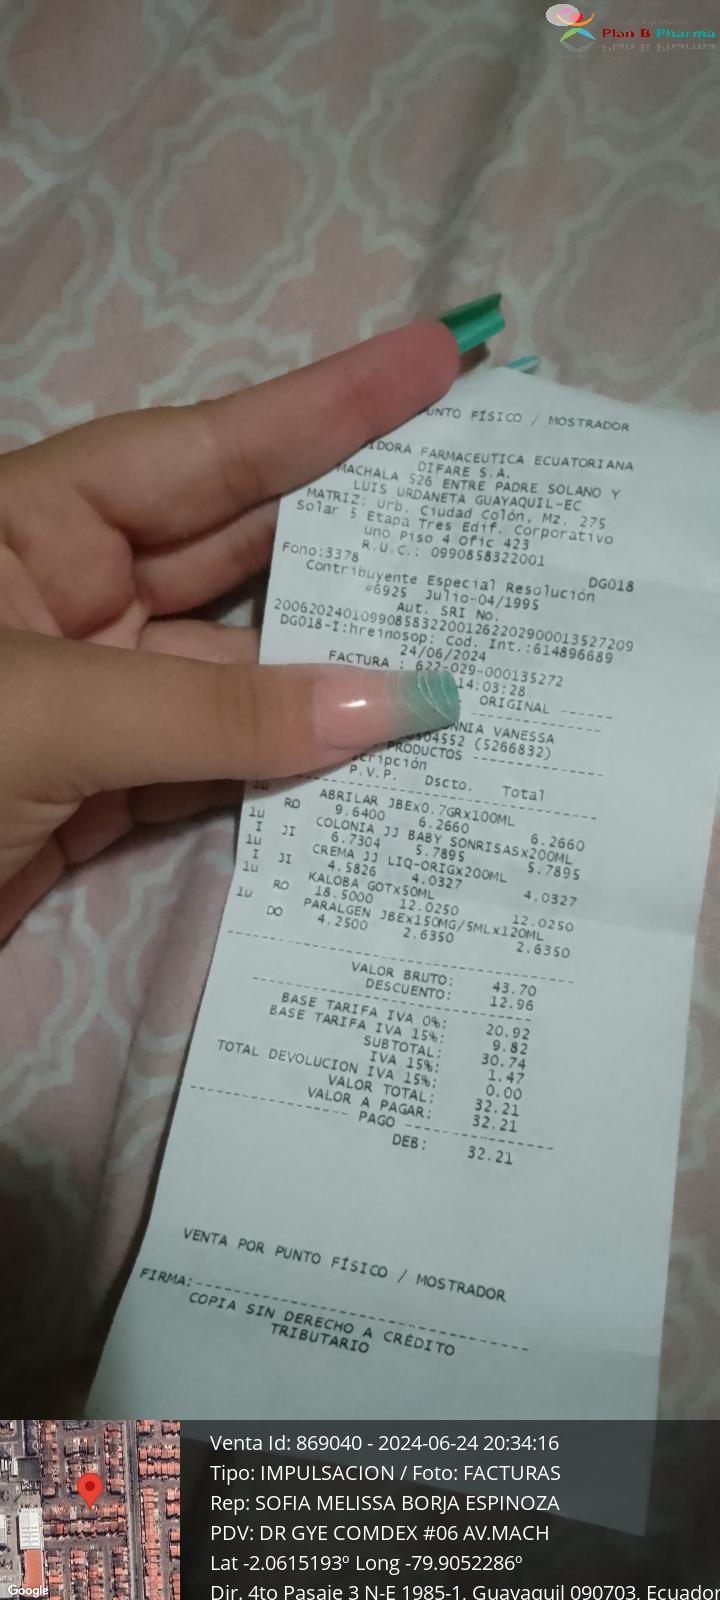 Plan B Pharma
PUNTO FÍSICO / MOSTRADOR
IDORA FARMACEUTICA ECUATORIANA
DIFARE S.A.
MACHALA 526 ENTRE PADRE SOLANO Y
LUIS URDANETA GUAYAQUIL-EC
MATRIZ: Urb. Ciudad Colón, Mz. 275
Solar 5 Etapa Tres Edif. Corporativo
Uno Piso 4 Ofic 423
R.U.C.: 0990858322001
Fono:3378 DG018
Contribuyente Especial Resolución
#6925 Julio-04/1995
Aut. SRI No.
2006202401099085832200126220290001352720​9
DG018-I:hreinosop: Cod. Int.:614896689
24/06/2024
FACTURA : 622-029-000135272
14:03:28
ORIGINAL ------
NNIA VANESSA
504552 (5266832)
PRODUCTOS
cripción
P.V.P. Dscto. Total
1u ABRILAR JBEx0.7GRx100ML
RO 9.6400 6.2660 6.2660
1u COLONIA JJ BABY SONRISASx200ML
I JI 6.7304 5.7895 5.7895
1u CREMA JJ LIQ-ORIGx200ML
I JI 4.5826 4.0327 4.0327
1u KALOBA GOTx50ML
RO 18.5000 12.0250 12.0250
1u PARALGEN JBEx150MG/5MLx120ML
DO 4.2500 2.6350 2.6350
VALOR BRUTO: 43.70
DESCUENTO: 12.96
BASE TARIFA IVA 0%: 20.92
BASE TARIFA IVA 15%: 9.82
SUBTOTAL: 30.74
IVA 15%: 1.47
TOTAL DEVOLUCION IVA 15%: 0.00
VALOR TOTAL: 32.21
VALOR A PAGAR: 32.21
PAGO
DEB: 32.21
VENTA POR PUNTO FÍSICO / MOSTRADOR
FIRMA:
COPIA SIN DERECHO A CRÉDITO
TRIBUTARIO
Venta Id: 869040 - 2024-06-24 20:34:16
Tipo: IMPULSACION / Foto: FACTURAS
Rep: SOFIA MELISSA BORJA ESPINOZA
PDV: DR GYE COMDEX #06 AV.MACH
Lat -2.0615193º Long -79.9052286º
Dir. 4to Pasaje 3 N-E 1985-1, Guayaquil 090703, Ecuador
Google